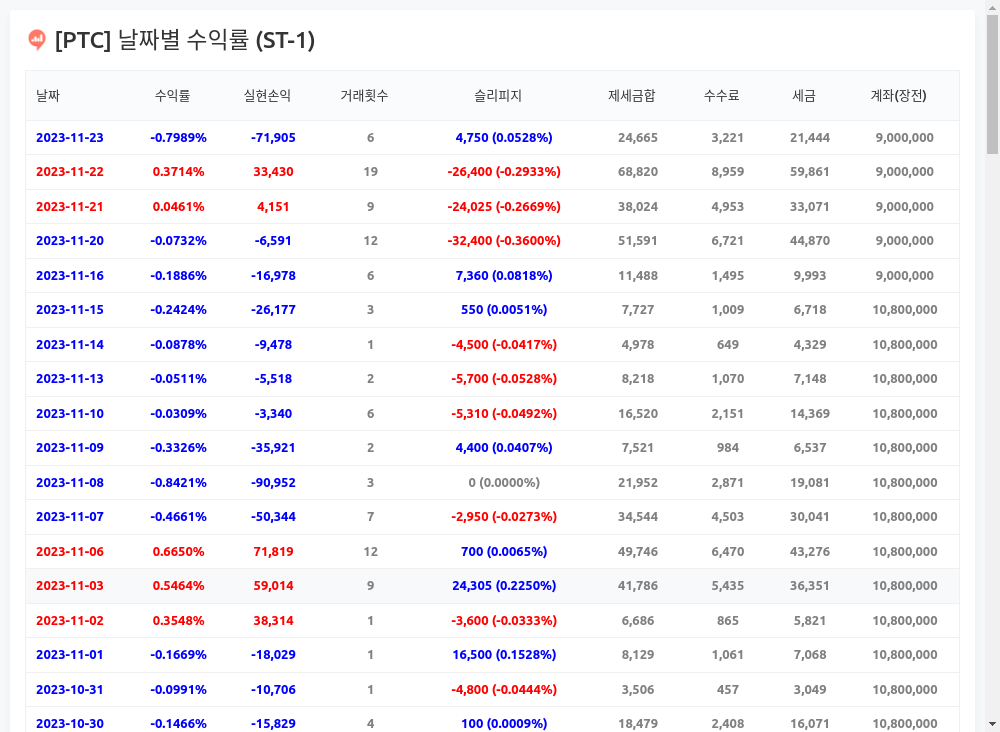 [PTC] 날짜별 수익률 (ST-1)
날짜 수익률 실현손익 거래횟수 슬리피지 제세금합 수수료 세금 계좌(장전)
2023-11-23 -0.7989% -71,905 6 4,750 (0.0528%) 24,665 3,221 21,444 9,000,000
2023-11-22 0.3714% 33,430 19 -26,400 (-0.2933%) 68,820 8,959 59,861 9,000,000
2023-11-21 0.0461% 4,151 9 -24,025 (-0.2669%) 38,024 4,953 33,071 9,000,000
2023-11-20 -0.0732% -6,591 12 -32,400 (-0.3600%) 51,591 6,721 44,870 9,000,000
2023-11-16 -0.1886% -16,978 6 7,360 (0.0818%) 11,488 1,495 9,993 9,000,000
2023-11-15 -0.2424% -26,177 3 550 (0.0051%) 7,727 1,009 6,718 10,800,000
2023-11-14 -0.0878% -9,478 1 -4,500 (-0.0417%) 4,978 649 4,329 10,800,000
2023-11-13 -0.0511% -5,518 2 -5,700 (-0.0528%) 8,218 1,070 7,148 10,800,000
2023-11-10 -0.0309% -3,340 6 -5,310 (-0.0492%) 16,520 2,151 14,369 10,800,000
2023-11-09 -0.3326% -35,921 2 4,400 (0.0407%) 7,521 984 6,537 10,800,000
2023-11-08 -0.8421% -90,952 3 0 (0.0000%) 21,952 2,871 19,081 10,800,000
2023-11-07 -0.4661% -50,344 7 -2,950 (-0.0273%) 34,544 4,503 30,041 10,800,000
2023-11-06 0.6650% 71,819 12 700 (0.0065%) 49,746 6,470 43,276 10,800,000
2023-11-03 0.5464% 59,014 9 24,305 (0.2250%) 41,786 5,435 36,351 10,800,000
2023-11-02 0.3548% 38,314 1 -3,600 (-0.0333%) 6,686 865 5,821 10,800,000
2023-11-01 -0.1669% -18,029 1 16,500 (0.1528%) 8,129 1,061 7,068 10,800,000
2023-10-31 -0.0991% -10,706 1 -4,800 (-0.0444%) 3,506 457 3,049 10,800,000
2023-10-30 -0.1466% -15,829 4 100 (0.0009%) 18,479 2,408 16,071 10,800,000